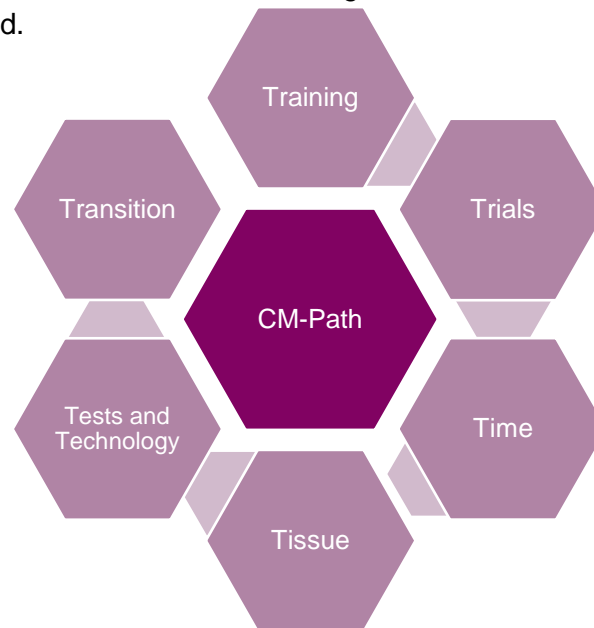 d.
Training
Transition
Trials
CM-Path
Tests and
Technology
Time
Tissue